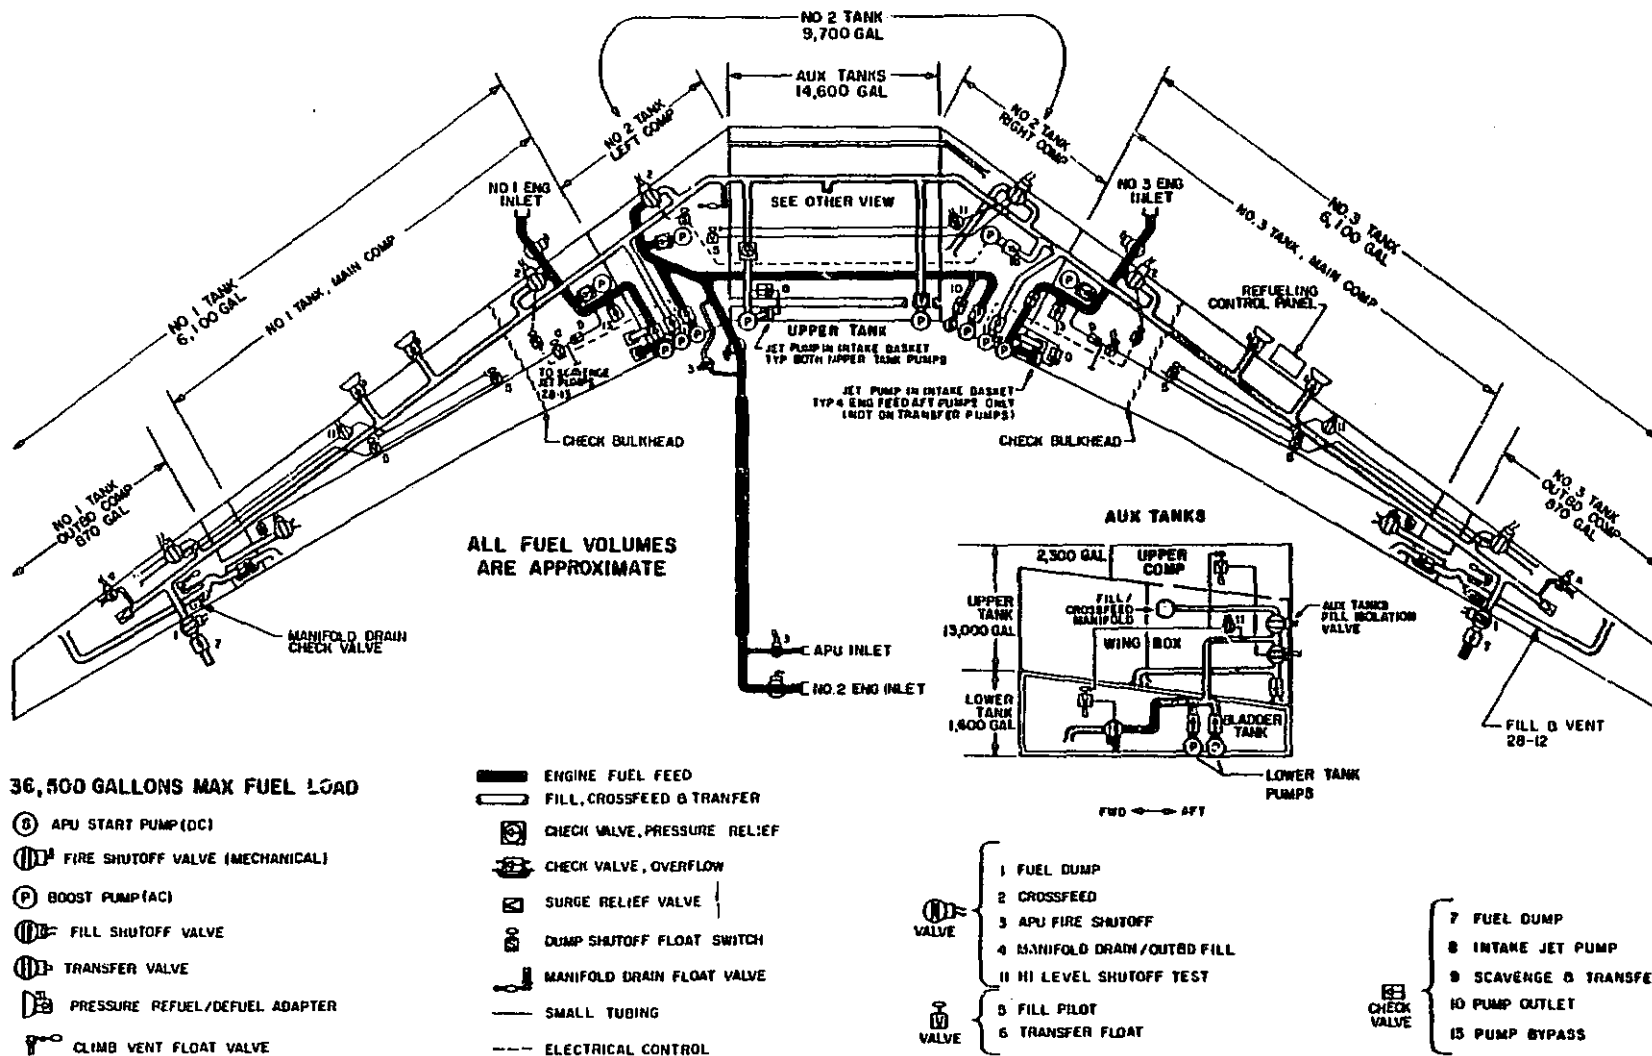 NO 2 TANK
9,700 GAL
AUX TANKS
14,600 GAL
NO 2 TANK
LEFT COMP
NO 2 TANK
RIGHT COMP
NO 1 ENG
INLET
NO 3 ENG
INLET
2
SEE OTHER VIEW
NO 1 TANK
6,100 GAL
NO 1 TANK, MAIN COMP
NO. 3 TANK
6,100 GAL
NO. 3 TANK, MAIN COMP
REFUELING
CONTROL PANEL
UPPER TANK
JET PUMP IN INTAKE BASKET
TYP BOTH UPPER TANK PUMPS
TO SCAVENGE
JET PUMPS
28-15
JET PUMP IN INTAKE BASKET
TYP 4 ENG FEED AFT PUMPS ONLY
(NOT ON TRANSFER PUMPS)
CHECK BULKHEAD
CHECK BULKHEAD
NO 1 TANK
OUTBD COMP
870 GAL
NO. 3 TANK
OUTBD COMP
870 GAL
ALL FUEL VOLUMES
ARE APPROXIMATE
MANIFOLD DRAIN
CHECK VALVE
APU INLET
NO.2 ENG INLET
AUX TANKS
2,300 GAL
UPPER
COMP
UPPER
TANK
13,000 GAL
FILL/
CROSSFEED
MANIFOLD
WING BOX
AUX TANKS
FILL ISOLATION
VALVE
LOWER
TANK
1,600 GAL
BLADDER
TANK
LOWER TANK
PUMPS
FWD AFT
FILL & VENT
28-12
36,500 GALLONS MAX FUEL LOAD
S APU START PUMP (DC)
FIRE SHUTOFF VALVE (MECHANICAL)
P BOOST PUMP (AC)
FILL SHUTOFF VALVE
TRANSFER VALVE
PRESSURE REFUEL/DEFUEL ADAPTER
CLIMB VENT FLOAT VALVE
ENGINE FUEL FEED
FILL, CROSSFEED & TRANFER
CHECK VALVE, PRESSURE RELIEF
CHECK VALVE, OVERFLOW
SURGE RELIEF VALVE
DUMP SHUTOFF FLOAT SWITCH
MANIFOLD DRAIN FLOAT VALVE
SMALL TUBING
ELECTRICAL CONTROL
VALVE
1 FUEL DUMP
2 CROSSFEED
3 APU FIRE SHUTOFF
4 MANIFOLD DRAIN/OUTBD FILL
11 HI LEVEL SHUTOFF TEST
VALVE
5 FILL PILOT
6 TRANSFER FLOAT
CHECK
VALVE
7 FUEL DUMP
8 INTAKE JET PUMP
9 SCAVENGE & TRANSFE
10 PUMP OUTLET
13 PUMP BYPASS